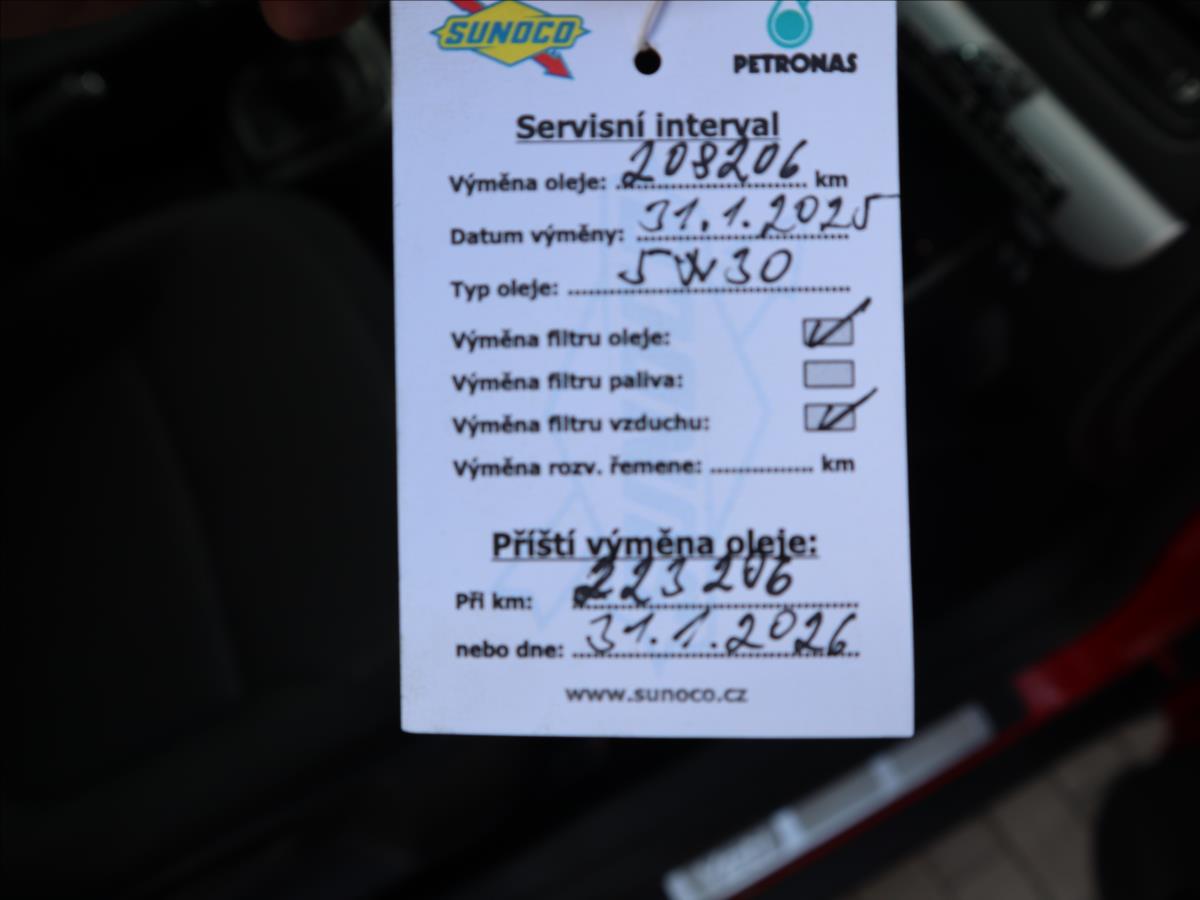 SUNOCO
PETRONAS
Servisní interval
Výměna oleje: 208206 km
Datum výměny: 31.1.2025
Typ oleje: 5W30
Výměna filtru oleje:
Výměna filtru paliva:
Výměna filtru vzduchu:
Výměna rozv. řemene: ............... km
Příští výměna oleje:
Při km: 223206
nebo dne: 31.1.2026
www.sunoco.cz